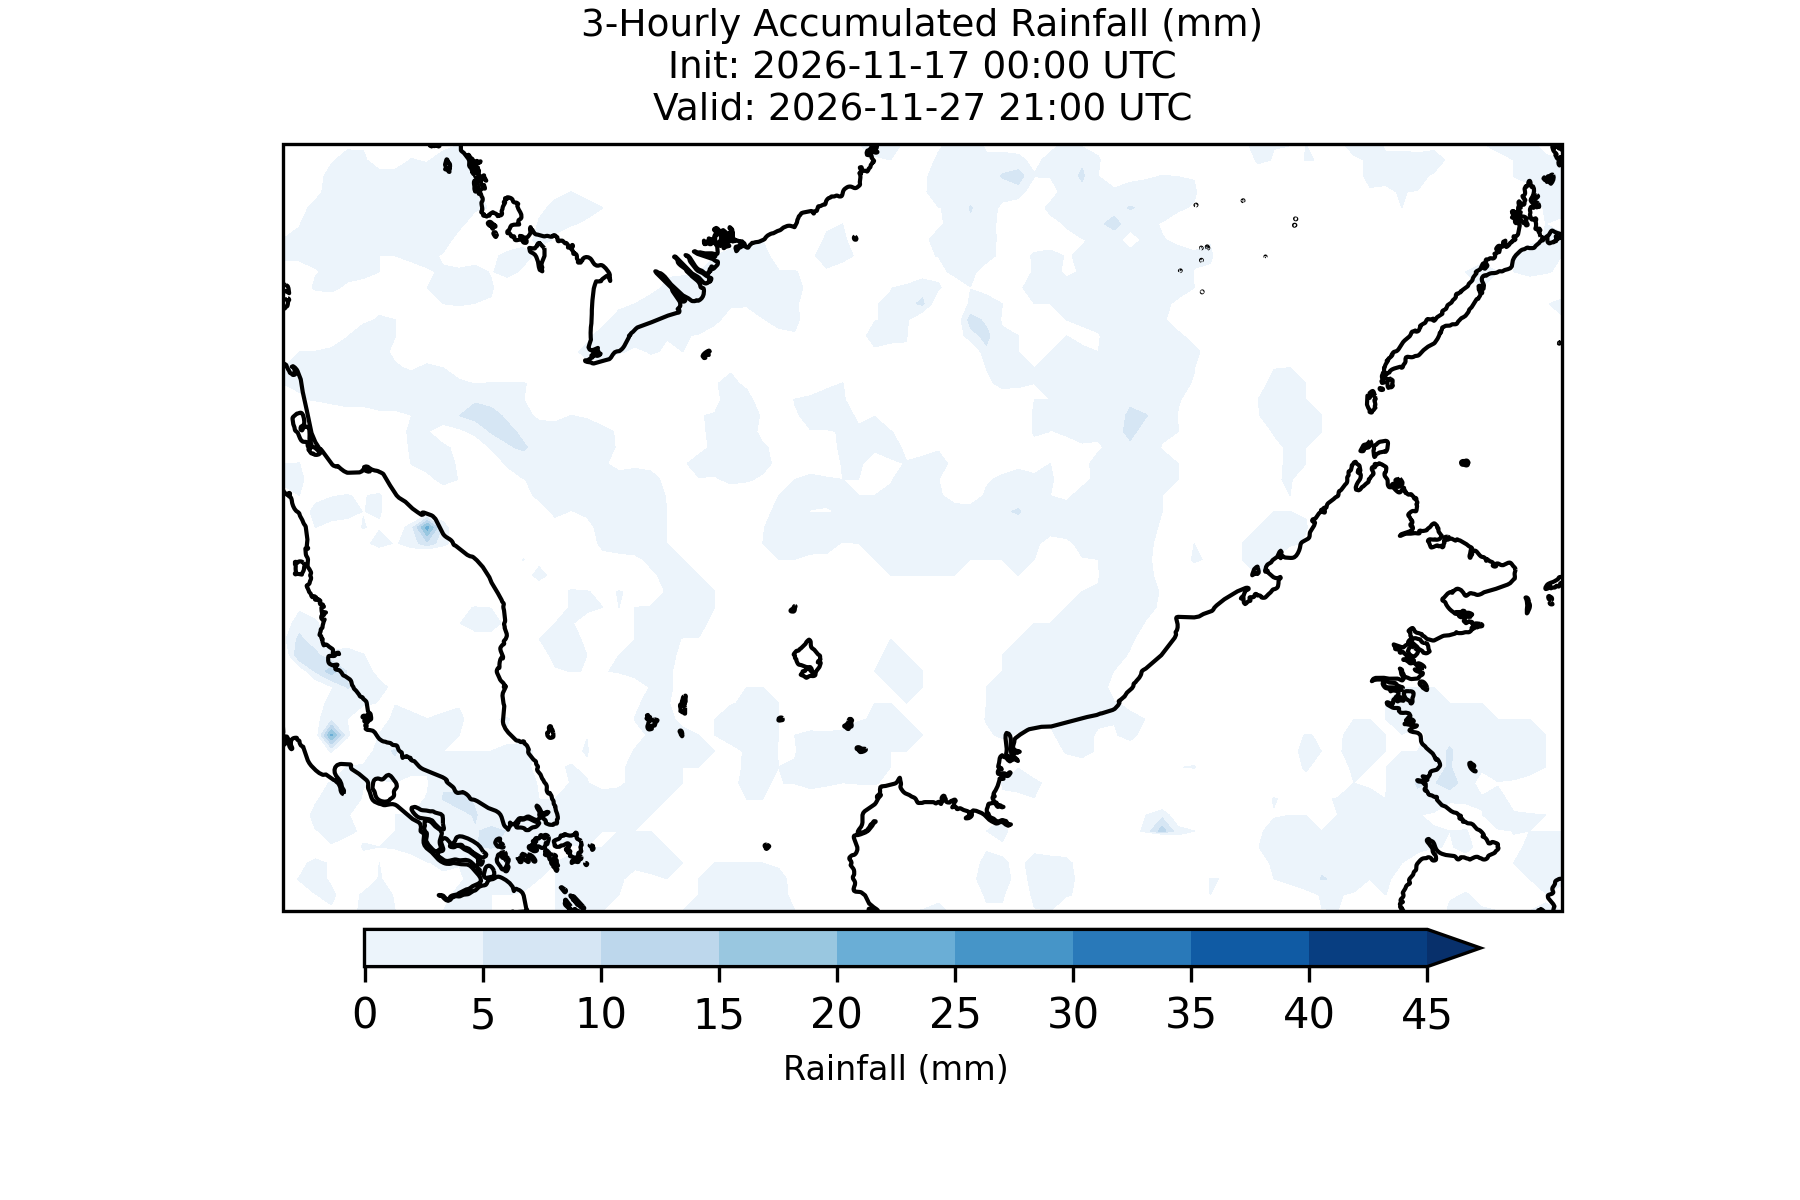 3-Hourly Accumulated Rainfall (mm)
Init: 2026-11-17 00:00 UTC
Valid: 2026-11-27 21:00 UTC
0 5 10 15 20 25 30 35 40 45
Rainfall (mm)